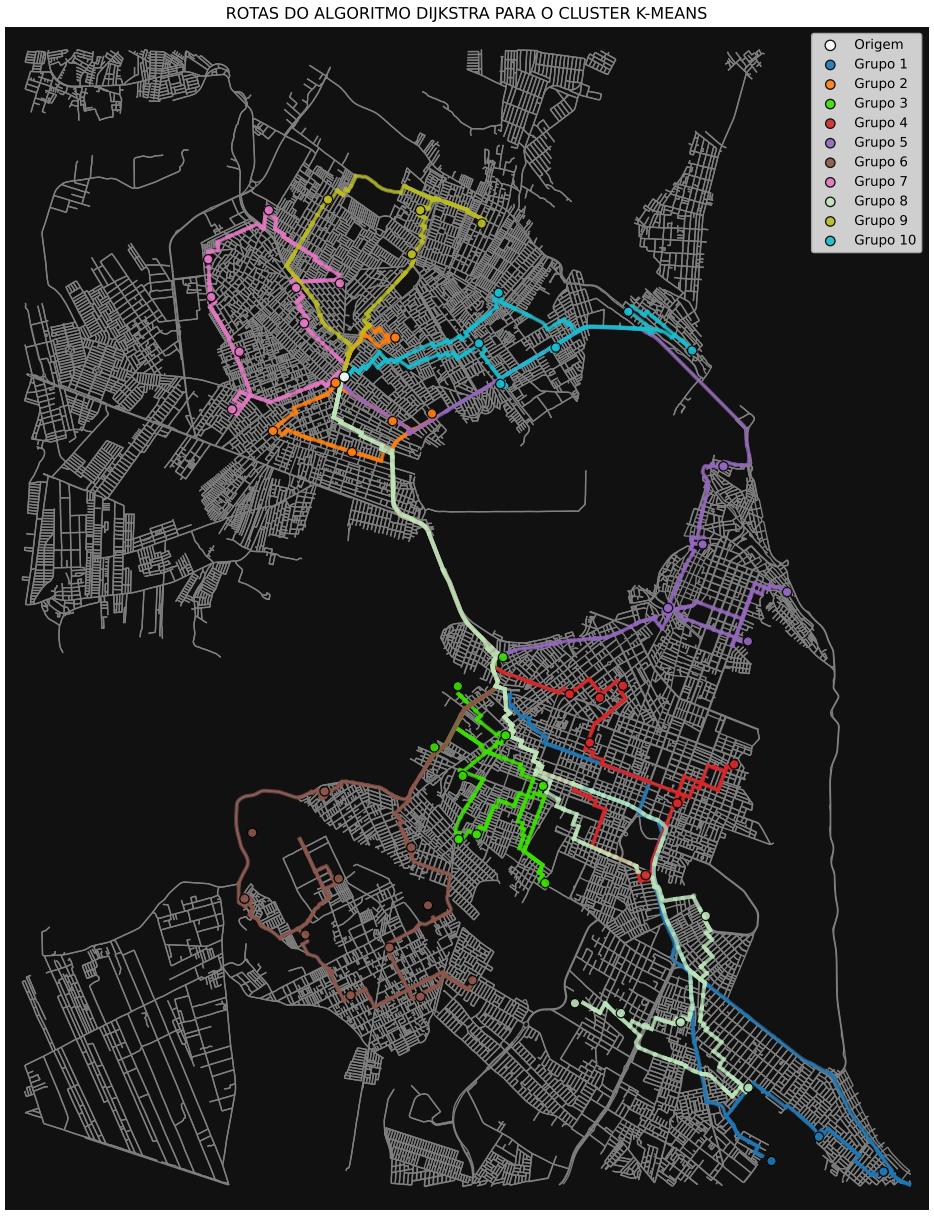 ROTAS DO ALGORITMO DIJKSTRA PARA O CLUSTER K-MEANS
Origem
Grupo 1
Grupo 2
Grupo 3
Grupo 4
Grupo 5
Grupo 6
Grupo 7
Grupo 8
Grupo 9
Grupo 10